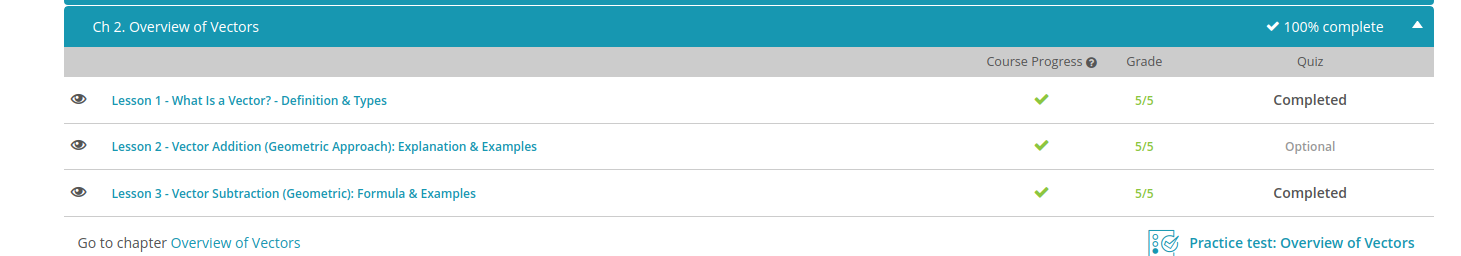 Ch 2. Overview of Vectors 100% complete
Course Progress Grade Quiz
Lesson 1 - What Is a Vector? - Definition & Types 5/5 Completed
Lesson 2 - Vector Addition (Geometric Approach): Explanation & Examples 5/5 Optional
Lesson 3 - Vector Subtraction (Geometric): Formula & Examples 5/5 Completed
Go to chapter Overview of Vectors Practice test: Overview of Vectors